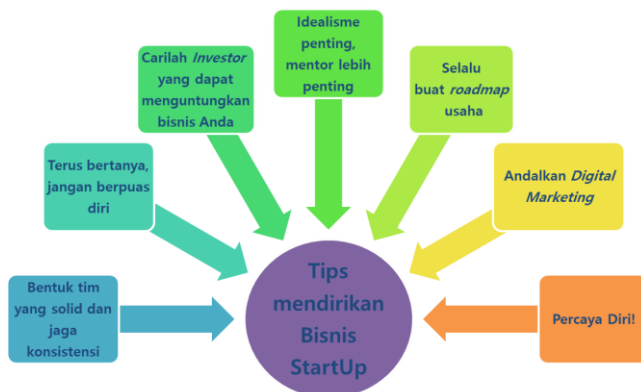 Idealisme
penting,
mentor lebih
penting
Carilah Investor
yang dapat
menguntungkan
bisnis Anda
Selalu
buat roadmap
usaha
Terus bertanya,
jangan berpuas
diri
Andalkan Digital
Marketing
Bentuk tim
yang solid dan
jaga
konsistensi
Tips
mendirikan
Bisnis
StartUp
Percaya Diri!